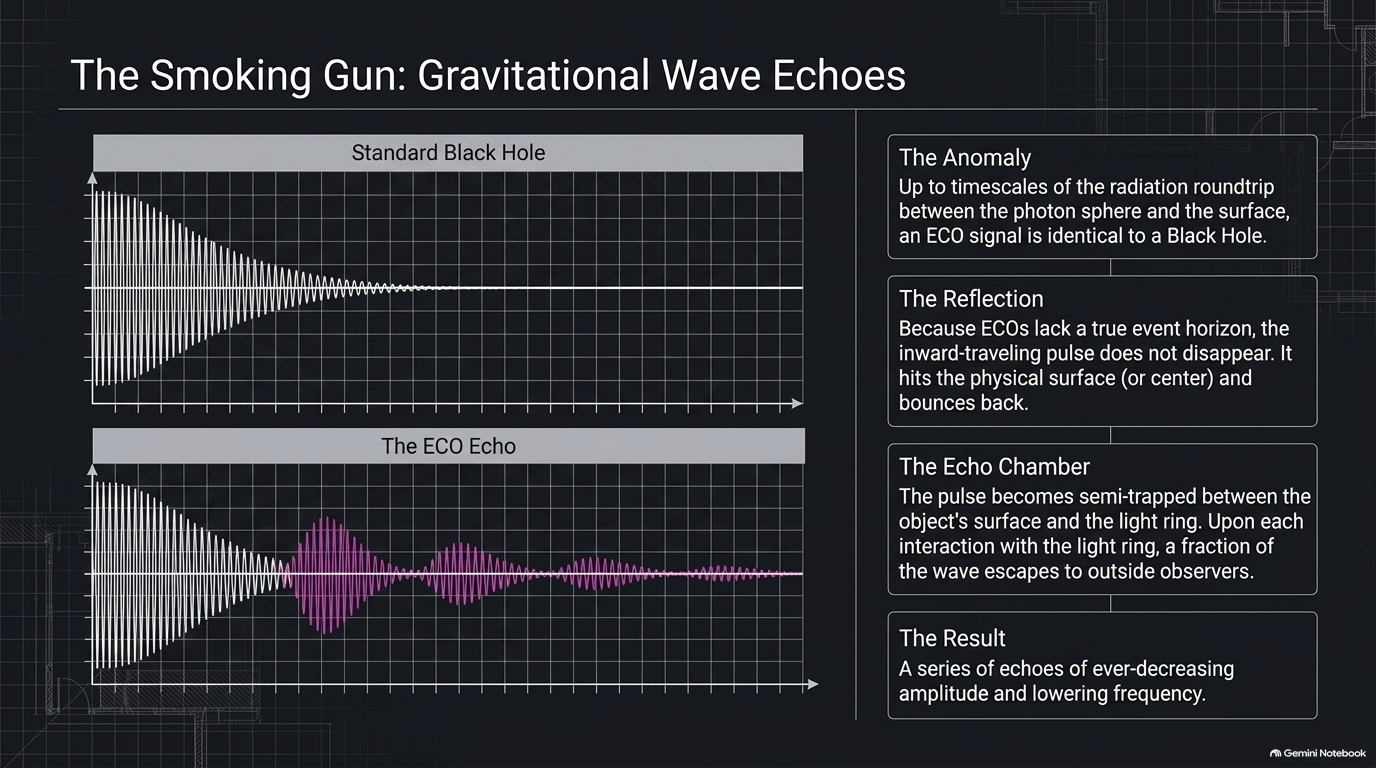 The Smoking Gun: Gravitational Wave Echoes
Standard Black Hole
The ECO Echo
The Anomaly
Up to timescales of the radiation roundtrip
between the photon sphere and the surface,
an ECO signal is identical to a Black Hole.
The Reflection
Because ECOs lack a true event horizon, the
inward-traveling pulse does not disappear. It
hits the physical surface (or center) and
bounces back.
The Echo Chamber
The pulse becomes semi-trapped between the
object's surface and the light ring. Upon each
interaction with the light ring, a fraction of
the wave escapes to outside observers.
The Result
A series of echoes of ever-decreasing
amplitude and lowering frequency.
Gemini Notebook